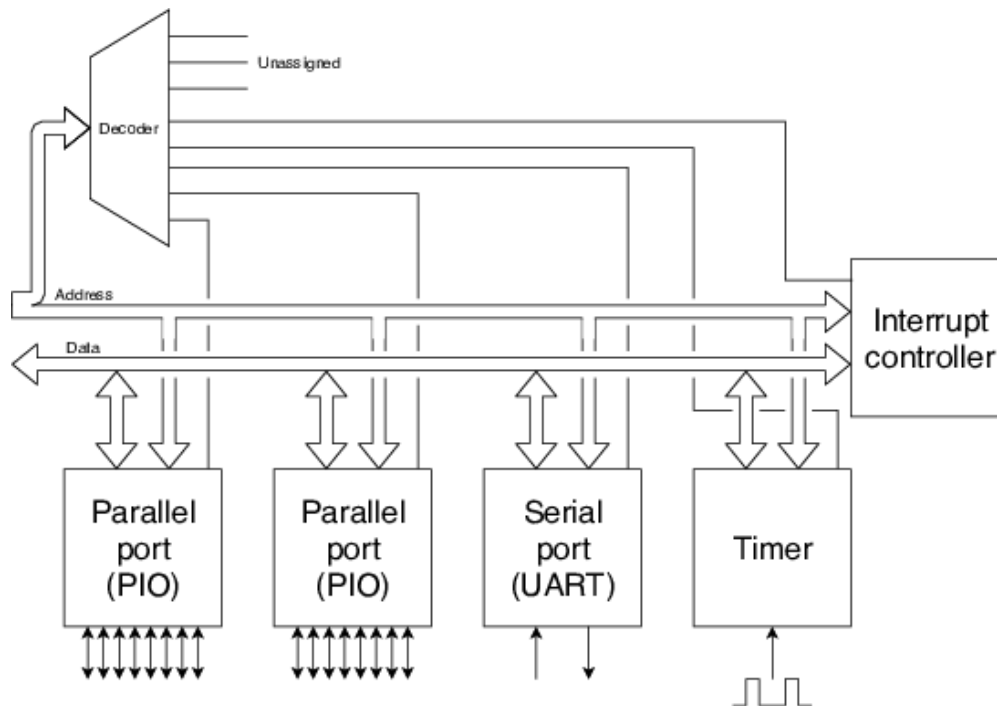 Unassigned
Decoder
Address
Interrupt
controller
Data
Parallel
port
(PIO)
Parallel
port
(PIO)
Serial
port
(UART)
Timer